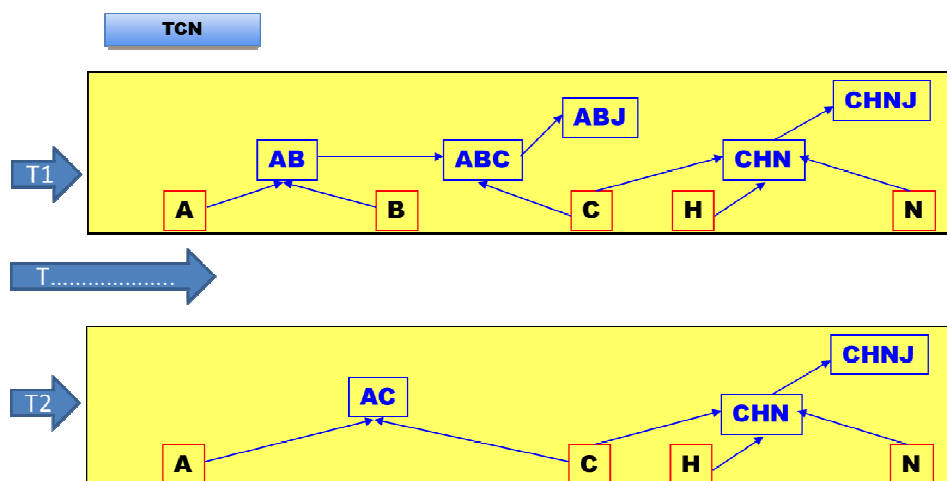 TCN
CHNJ
ABJ
T1
AB
ABC
CHN
A
B
C
H
N
T....................
CHNJ
T2
AC
CHN
A
C
H
N